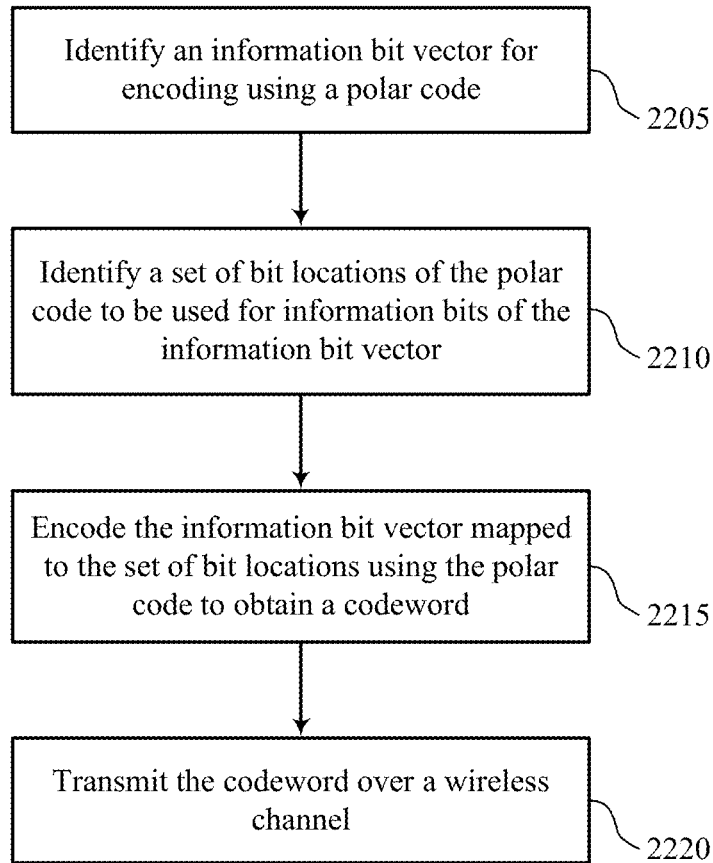 Identify an information bit vector for
encoding using a polar code
2205
Identify a set of bit locations of the polar
code to be used for information bits of the
information bit vector
2210
Encode the information bit vector mapped
to the set of bit locations using the polar
code to obtain a codeword
2215
Transmit the codeword over a wireless
channel
2220